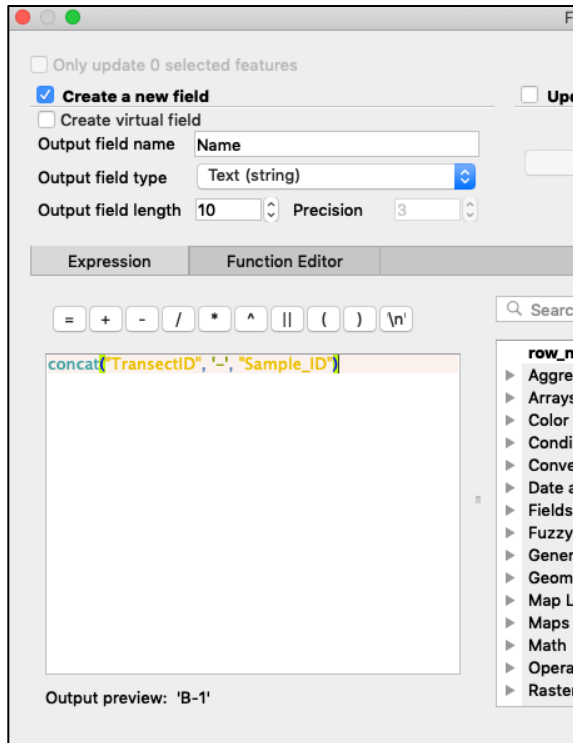 F
Only update 0 selected features
Create a new field
Upd
Create virtual field
Output field name Name
Output field type Text (string)
Output field length 10 Precision 3
Expression Function Editor
= + - / * ^ || ( ) \n'
Searc
concat("TransectID", '-', "Sample_ID")
row_n
Aggre
Arrays
Color
Condi
Conve
Date a
Fields
Fuzzy
Gener
Geom
Map L
Maps
Math
Opera
Raster
Output preview: 'B-1'